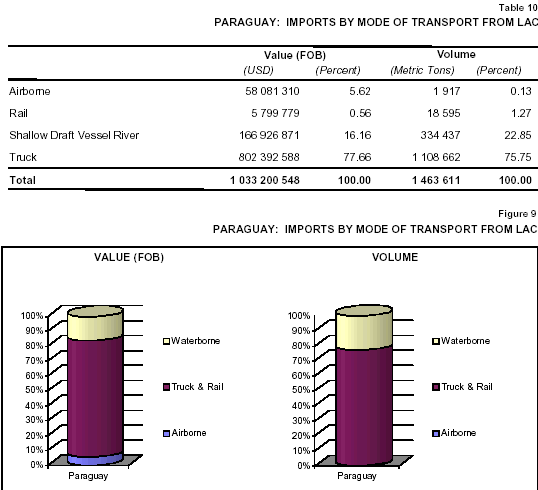 Table 10
PARAGUAY: IMPORTS BY MODE OF TRANSPORT FROM LAC
Value (FOB) Volume
(USD) (Percent) (Metric Tons) (Percent)
Airborne 58 081 310 5.62 1 917 0.13
Rail 5 799 779 0.56 18 595 1.27
Shallow Draft Vessel River 166 926 871 16.16 334 437 22.85
Truck 802 392 588 77.66 1 108 662 75.75
Total 1 033 200 548 100.00 1 463 611 100.00
Figure 9
PARAGUAY: IMPORTS BY MODE OF TRANSPORT FROM LAC
VALUE (FOB)
100%
90%
80%
70%
60%
50%
40%
30%
20%
10%
0%
Paraguay
Waterborne
Truck & Rail
Airborne
VOLUME
100%
90%
80%
70%
60%
50%
40%
30%
20%
10%
0%
Paraguay
Waterborne
Truck & Rail
Airborne